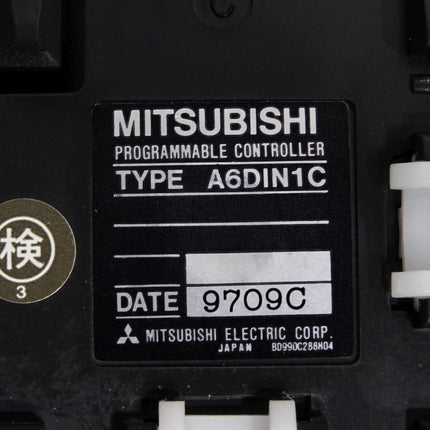 MITSUBISHI
PROGRAMMABLE CONTROLLER
TYPE A6DIN1C
DATE 9709C
MITSUBISHI ELECTRIC CORP.
JAPAN BD990C288H04
検
3